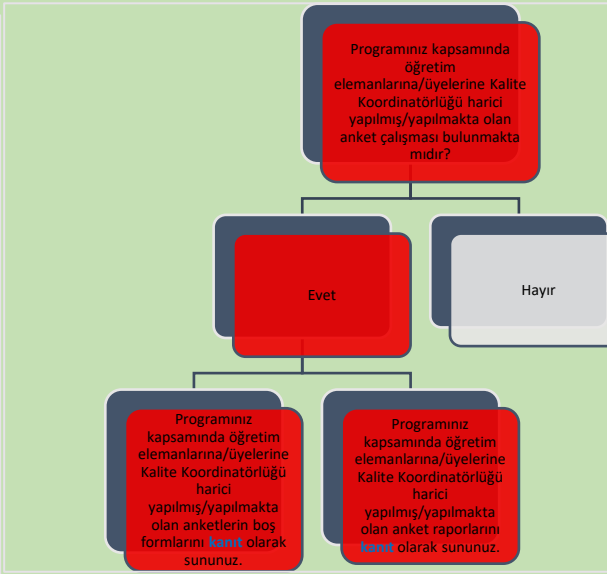 Programınız kapsamında
öğretim
elemanlarına/üyelerine Kalite
Koordinatörlüğü harici
yapılmış/yapılmakta olan
anket çalışması bulunmakta
mıdır?
Evet
Hayır
Programınız
kapsamında öğretim
elemanlarına/üyelerine
Kalite Koordinatörlüğü
harici
yapılmış/yapılmakta
olan anketlerin boş
formlarını kanıt olarak
sununuz.
Programınız
kapsamında öğretim
elemanlarına/üyelerine
Kalite Koordinatörlüğü
harici
yapılmış/yapılmakta
olan anket raporlarını
kanıt olarak sununuz.